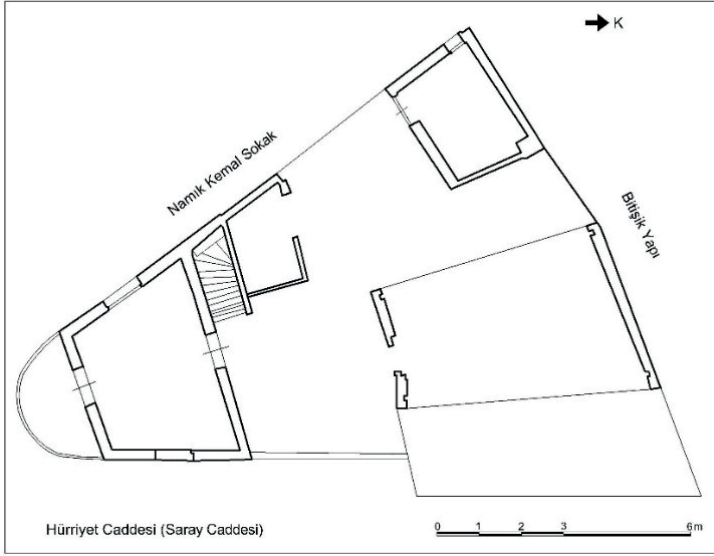 K
Namık Kemal Sokak
Bitişik Yapı
Hürriyet Caddesi (Saray Caddesi)
0 1 2 3 6m